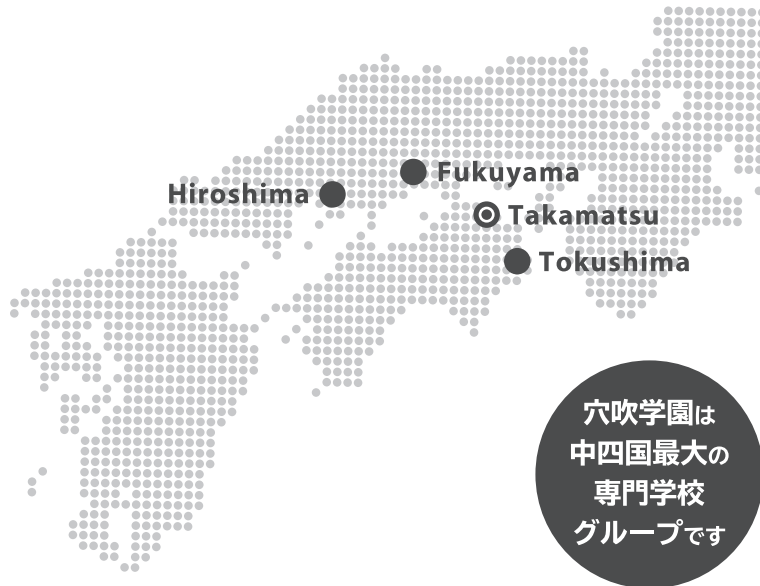 Fukuyama
Hiroshima
Takamatsu
Tokushima
穴吹学園は
中四国最大の
専門学校
グループです